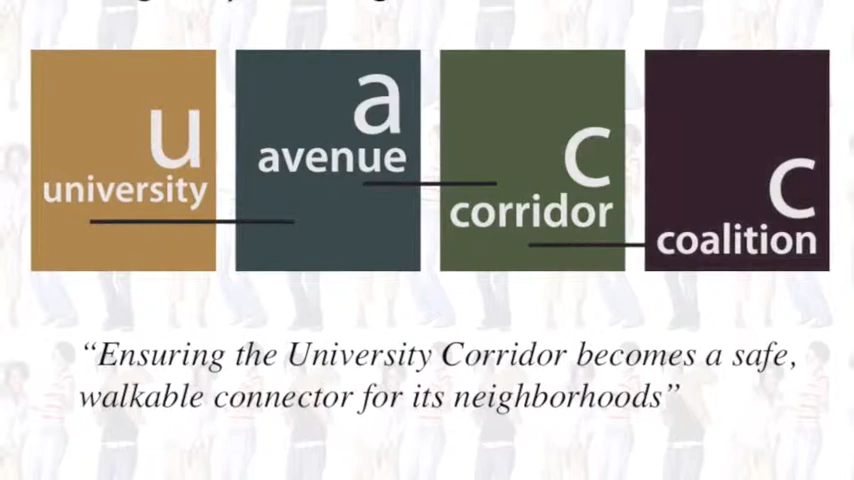 u
university
a
avenue
c
corridor
c
coalition
“Ensuring the University Corridor becomes a safe,
walkable connector for its neighborhoods”